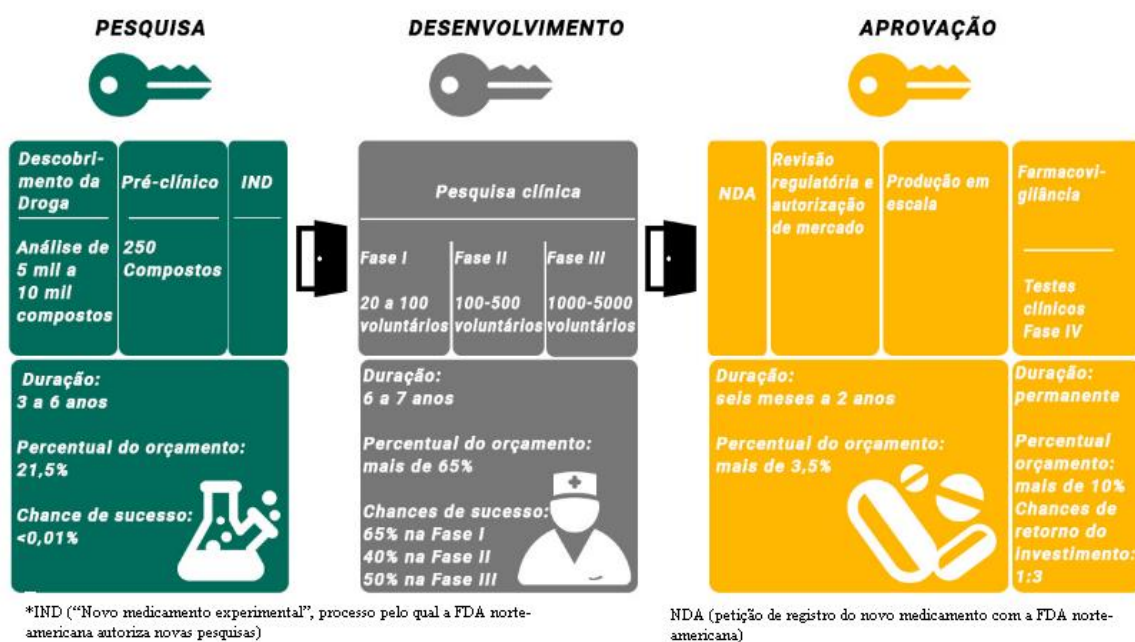 PESQUISA
DESENVOLVIMENTO
APROVAÇÃO
Descobri-
mento da
Droga
Análise de
5 mil a
10 mil
compostos
Pré-clínico
250
Compostos
IND
Duração:
3 a 6 anos
Percentual do orçamento:
21,5%
Chance de sucesso:
<0,01%
Pesquisa clínica
Fase I
20 a 100
voluntários
Fase II
100-500
voluntários
Fase III
1000-5000
voluntários
Duração:
6 a 7 anos
Percentual do orçamento:
mais de 65%
Chances de sucesso:
65% na Fase I
40% na Fase II
50% na Fase III
NDA
Revisão
regulatória e
autorização
de mercado
Produção em
escala
Farmacovi-
gilância
Testes
clínicos
Fase IV
Duração:
seis meses a 2 anos
Percentual do orçamento:
mais de 3,5%
Duração:
permanente
Percentual
orçamento:
mais de 10%
Chances de
retorno do
investimento:
1:3
*IND (“Novo medicamento experimental”, processo pelo qual a FDA norte-
americana autoriza novas pesquisas)
NDA (petição de registro do novo medicamento com a FDA norte-
americana)